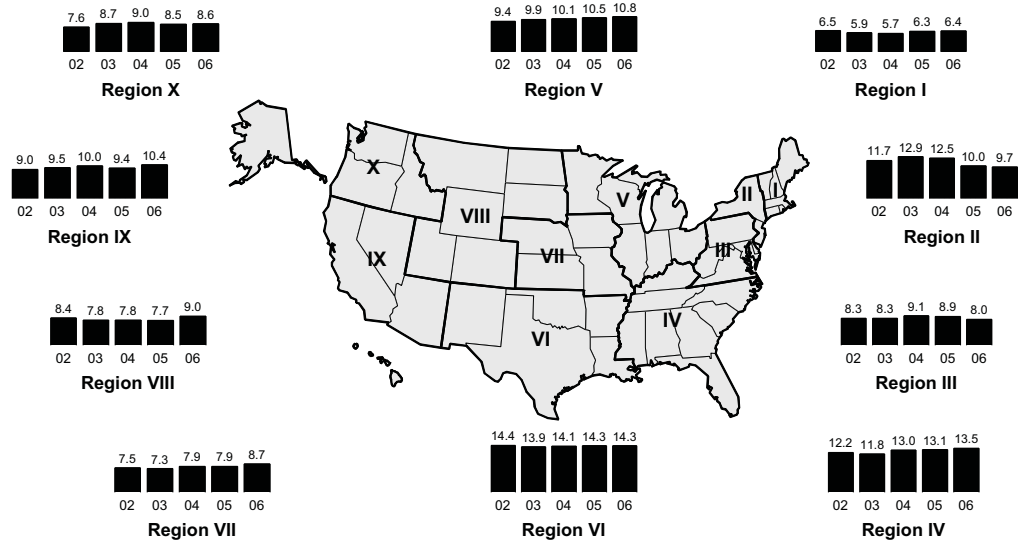 7.6 8.7 9.0 8.5 8.6
02 03 04 05 06
Region X
9.4 9.9 10.1 10.5 10.8
02 03 04 05 06
Region V
6.5 5.9 5.7 6.3 6.4
02 03 04 05 06
Region I
9.0 9.5 10.0 9.4 10.4
02 03 04 05 06
Region IX
11.7 12.9 12.5 10.0 9.7
02 03 04 05 06
Region II
X
VIII
IX
VII
V
VI
II
I
III
IV
8.4 7.8 7.8 7.7 9.0
02 03 04 05 06
Region VIII
8.3 8.3 9.1 8.9 8.0
02 03 04 05 06
Region III
7.5 7.3 7.9 7.9 8.7
02 03 04 05 06
Region VII
14.4 13.9 14.1 14.3 14.3
02 03 04 05 06
Region VI
12.2 11.8 13.0 13.1 13.5
02 03 04 05 06
Region IV